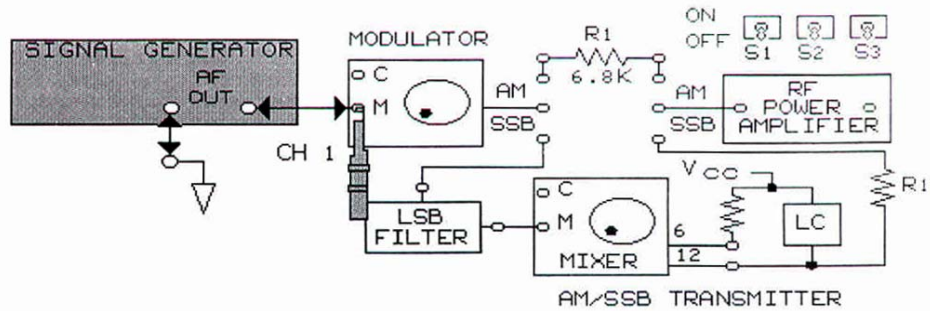 ON
OFF
S1 S2 S3
SIGNAL GENERATOR
AF
OUT
MODULATOR
C
M
CH 1
R1
6.8K
AM
SSB
AM
SSB
RF
POWER
AMPLIFIER
LSB
FILTER
C
M
MIXER
6
12
VCC
LC
R1
AM/SSB TRANSMITTER